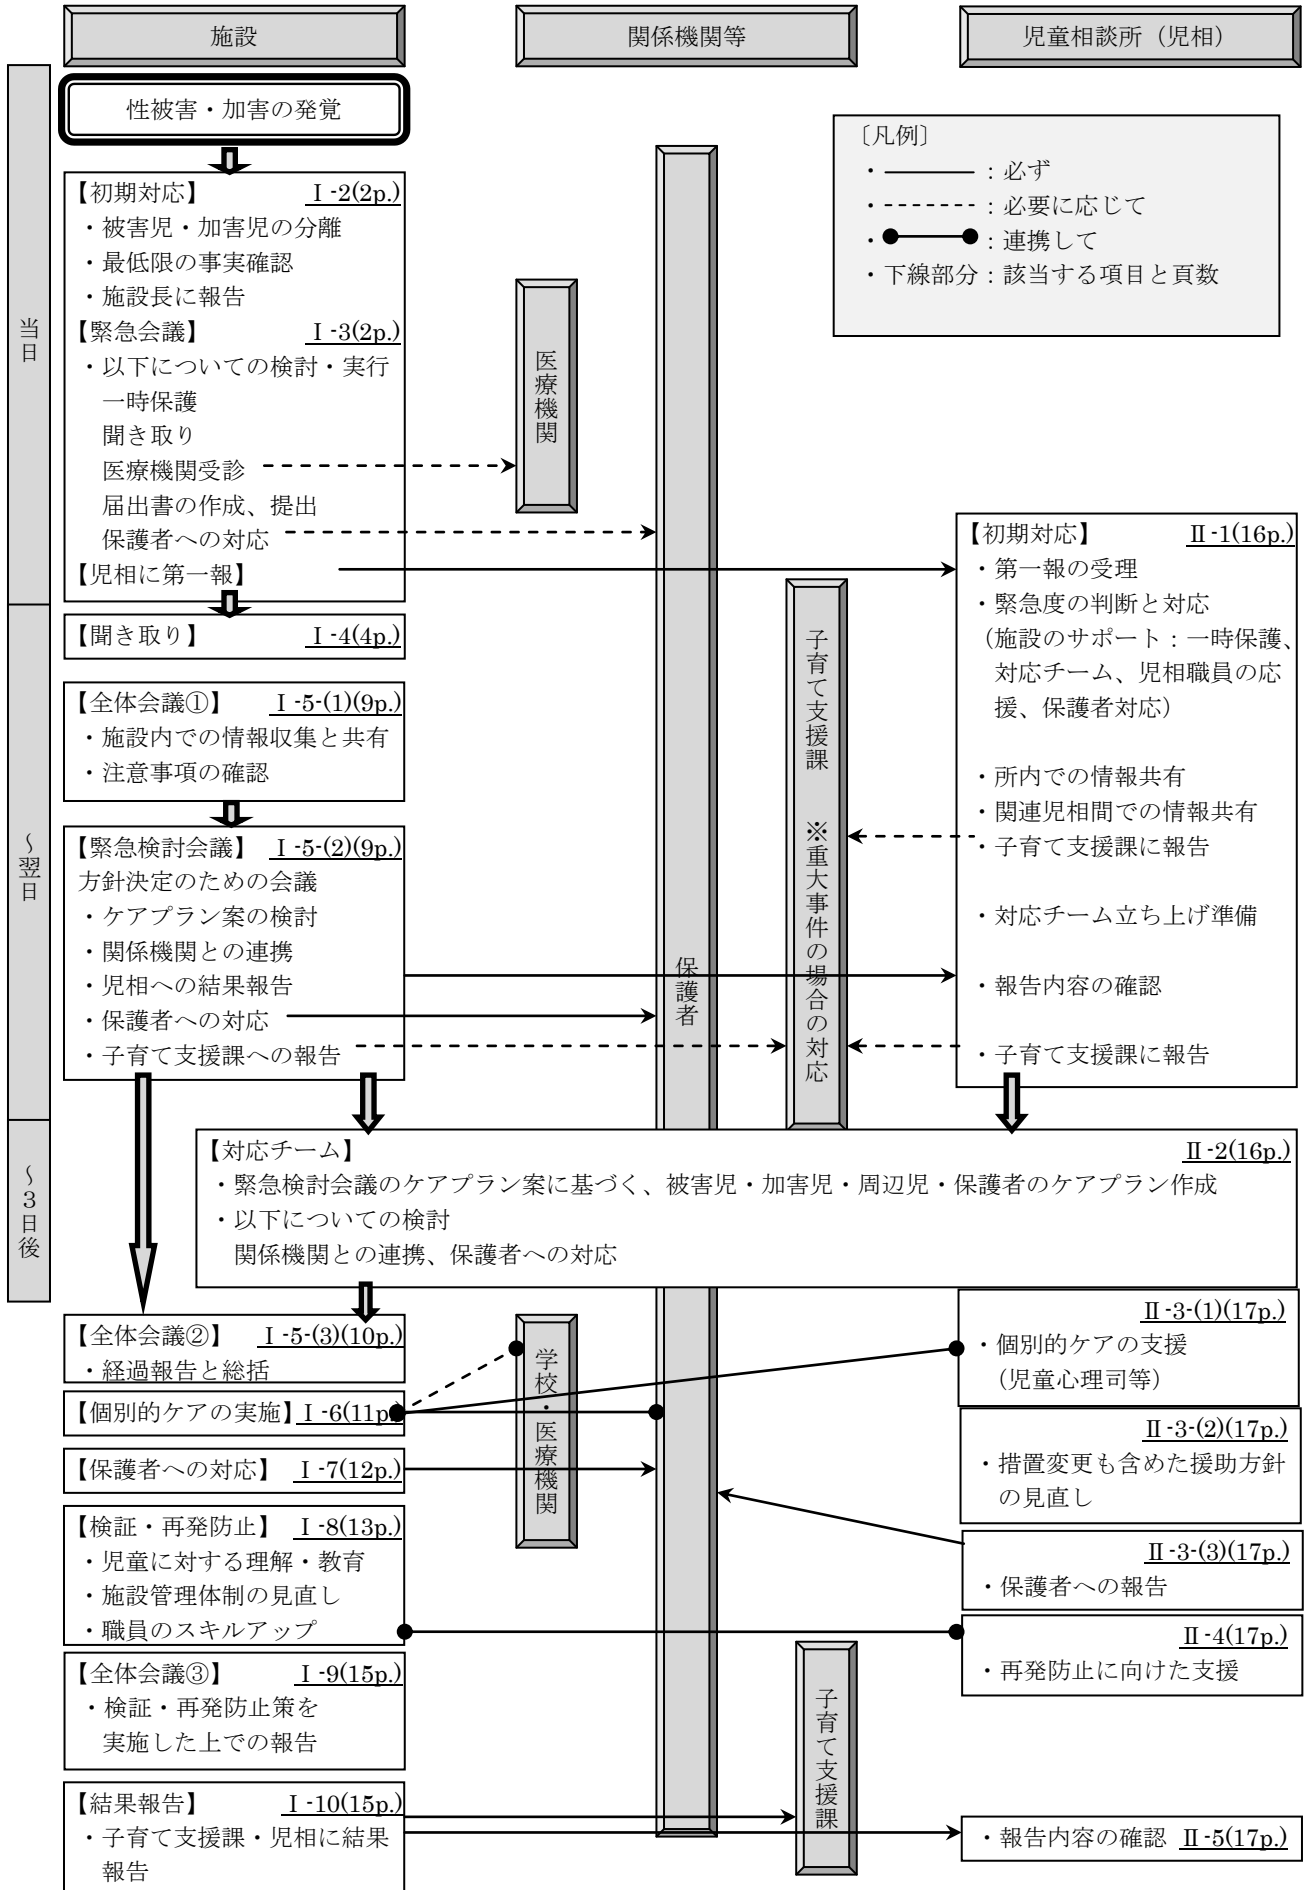 施設
関係機関等
児童相談所（児相）
性被害・加害の発覚
〔凡例〕
・――― ：必ず
・------- ：必要に応じて
・●――● ：連携して
・下線部分：該当する項目と頁数
当日
【初期対応】 Ⅰ-2(2p.)
・被害児・加害児の分離
・最低限の事実確認
・施設長に報告
【緊急会議】 Ⅰ-3(2p.)
・以下についての検討・実行
一時保護
聞き取り
医療機関受診
届出書の作成、提出
保護者への対応
【児相に第一報】
医療機関
保護者
【初期対応】 Ⅱ-1(16p.)
・第一報の受理
・緊急度の判断と対応
（施設のサポート：一時保護、
対応チーム、児相職員の応
援、保護者対応）
・所内での情報共有
・関連児相間での情報共有
・子育て支援課に報告
・対応チーム立ち上げ準備
・報告内容の確認
・子育て支援課に報告
子育て支援課　※重大事件の場合の対応
～翌日
【聞き取り】 Ⅰ-4(4p.)
【全体会議①】 Ⅰ-5-(1)(9p.)
・施設内での情報収集と共有
・注意事項の確認
【緊急検討会議】 Ⅰ-5-(2)(9p.)
方針決定のための会議
・ケアプラン案の検討
・関係機関との連携
・児相への結果報告
・保護者への対応
・子育て支援課への報告
～3日後
【対応チーム】 Ⅱ-2(16p.)
・緊急検討会議のケアプラン案に基づく、被害児・加害児・周辺児・保護者のケアプラン作成
・以下についての検討
関係機関との連携、保護者への対応
【全体会議②】 Ⅰ-5-(3)(10p.)
・経過報告と総括
【個別的ケアの実施】Ⅰ-6(11p.)
【保護者への対応】 Ⅰ-7(12p.)
【検証・再発防止】 Ⅰ-8(13p.)
・児童に対する理解・教育
・施設管理体制の見直し
・職員のスキルアップ
【全体会議③】 Ⅰ-9(15p.)
・検証・再発防止策を
実施した上での報告
【結果報告】 Ⅰ-10(15p.)
・子育て支援課・児相に結果
報告
学校・医療機関
子育て支援課
Ⅱ-3-(1)(17p.)
・個別的ケアの支援
（児童心理司等）
Ⅱ-3-(2)(17p.)
・措置変更も含めた援助方針
の見直し
Ⅱ-3-(3)(17p.)
・保護者への報告
Ⅱ-4(17p.)
・再発防止に向けた支援
・報告内容の確認 Ⅱ-5(17p.)